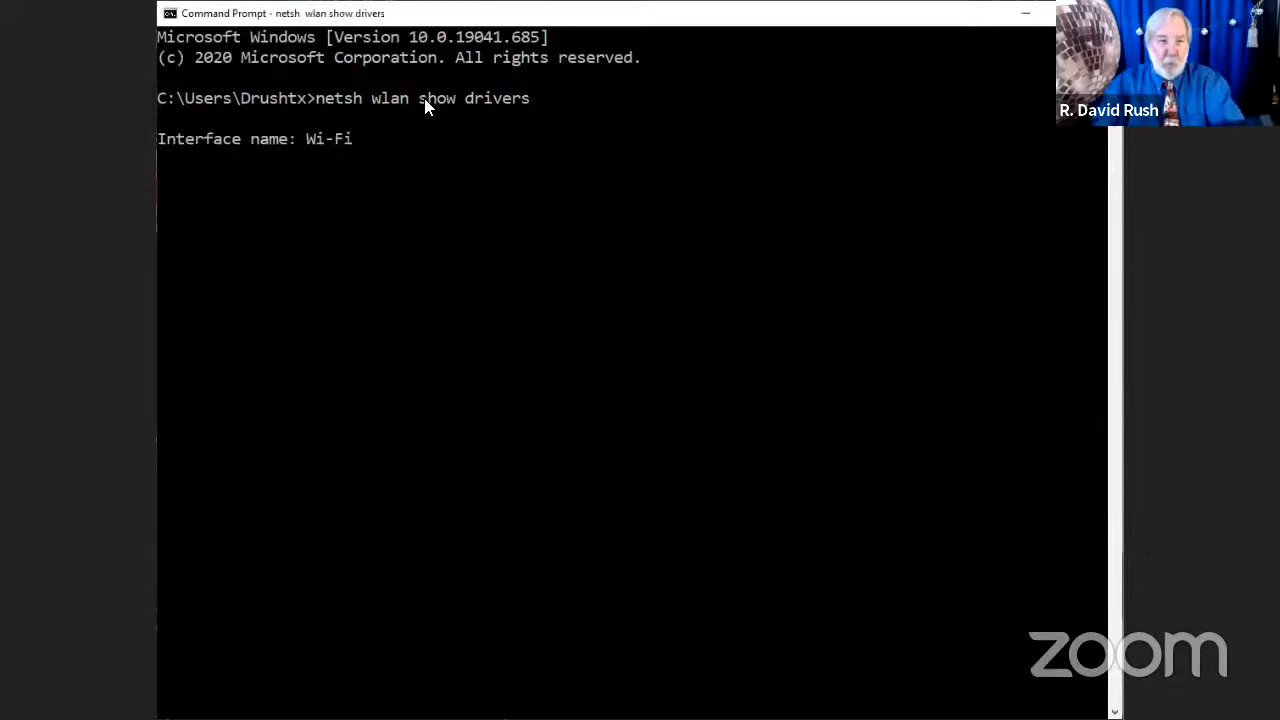 Command Prompt - netsh  wlan show drivers
Microsoft Windows [Version 10.0.19041.685]
(c) 2020 Microsoft Corporation. All rights reserved.
C:\Users\Drushtx>netsh wlan show drivers
Interface name: Wi-Fi
R. David Rush
zoom